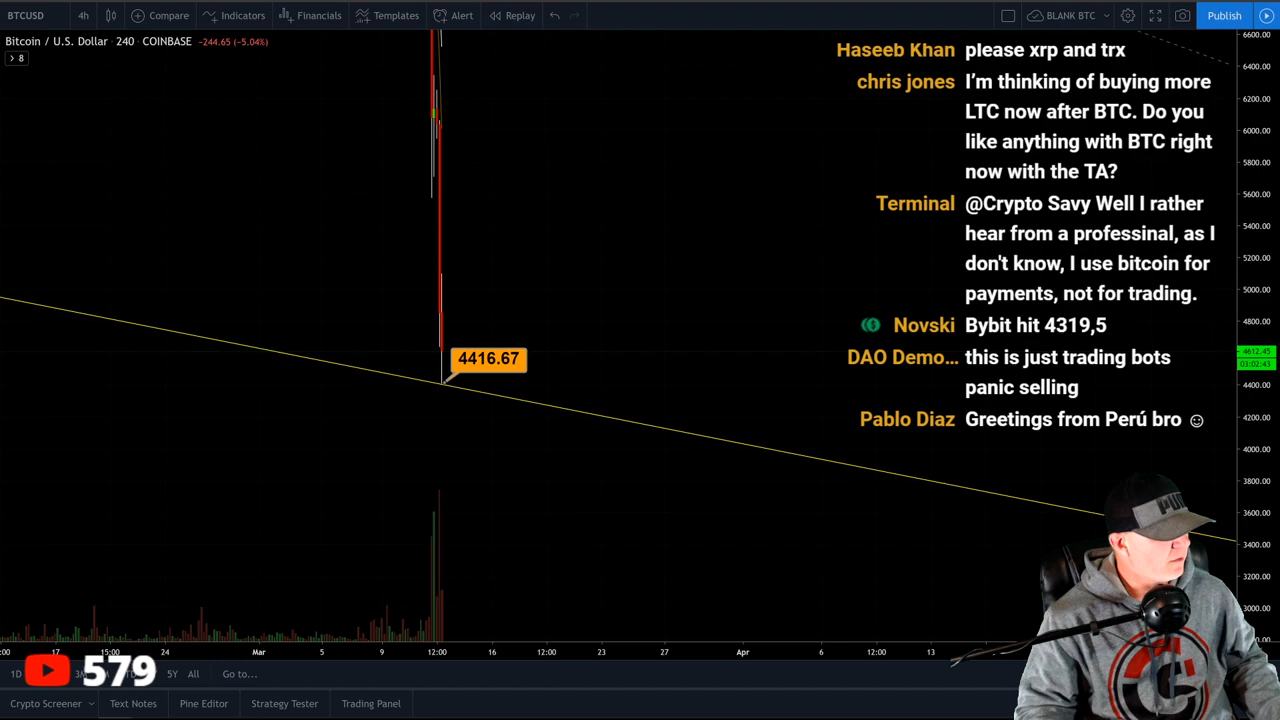 BTCUSD 4h Compare Indicators Financials Templates Alert Replay BLANK BTC Publish
Bitcoin / U.S. Dollar · 240 · COINBASE −244.65 (−5.04%)
8
Haseeb Khan please xrp and trx
chris jones I'm thinking of buying more
LTC now after BTC. Do you
like anything with BTC right
now with the TA?
Terminal @Crypto Savy Well I rather
hear from a professinal, as I
don't know, I use bitcoin for
payments, not for trading.
Novski Bybit hit 4319,5
DAO Demo... this is just trading bots
panic selling
Pablo Diaz Greetings from Perú bro ☺
4416.67
6600.00
6400.00
6200.00
6000.00
5800.00
5600.00
5400.00
5200.00
5000.00
4800.00
4612.45
03:02:43
4400.00
4200.00
4000.00
3800.00
3600.00
3400.00
3200.00
3000.00
17 15:00 24 Mar 5 12:00 16 12:00 23 27 Apr 6 12:00 13
1D 5Y All Go to...
579
Crypto Screener Text Notes Pine Editor Strategy Tester Trading Panel